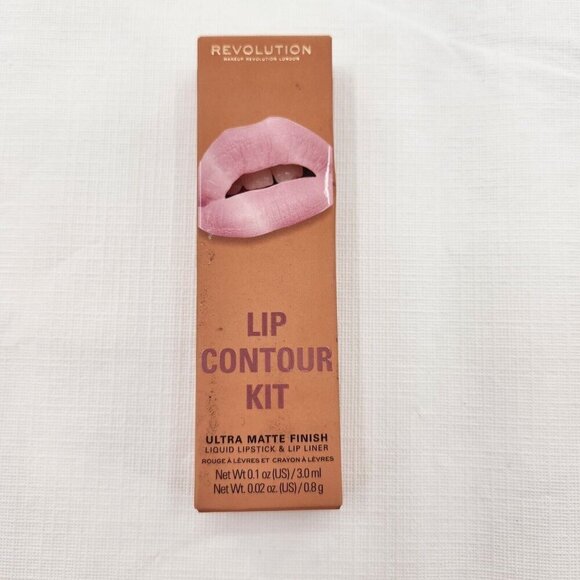 REVOLUTION
MAKEUP REVOLUTION LONDON
LIP
CONTOUR
KIT
ULTRA MATTE FINISH
LIQUID LIPSTICK & LIP LINER
ROUGE À LÈVRES ET CRAYON À LÈVRES
Net Wt 0.1 oz (US) / 3.0 ml
Net Wt. 0.02 oz. (US) / 0.8 g